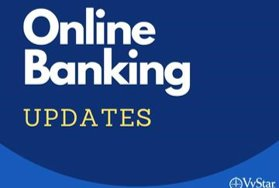 Online
Banking
UPDATES
VyStar